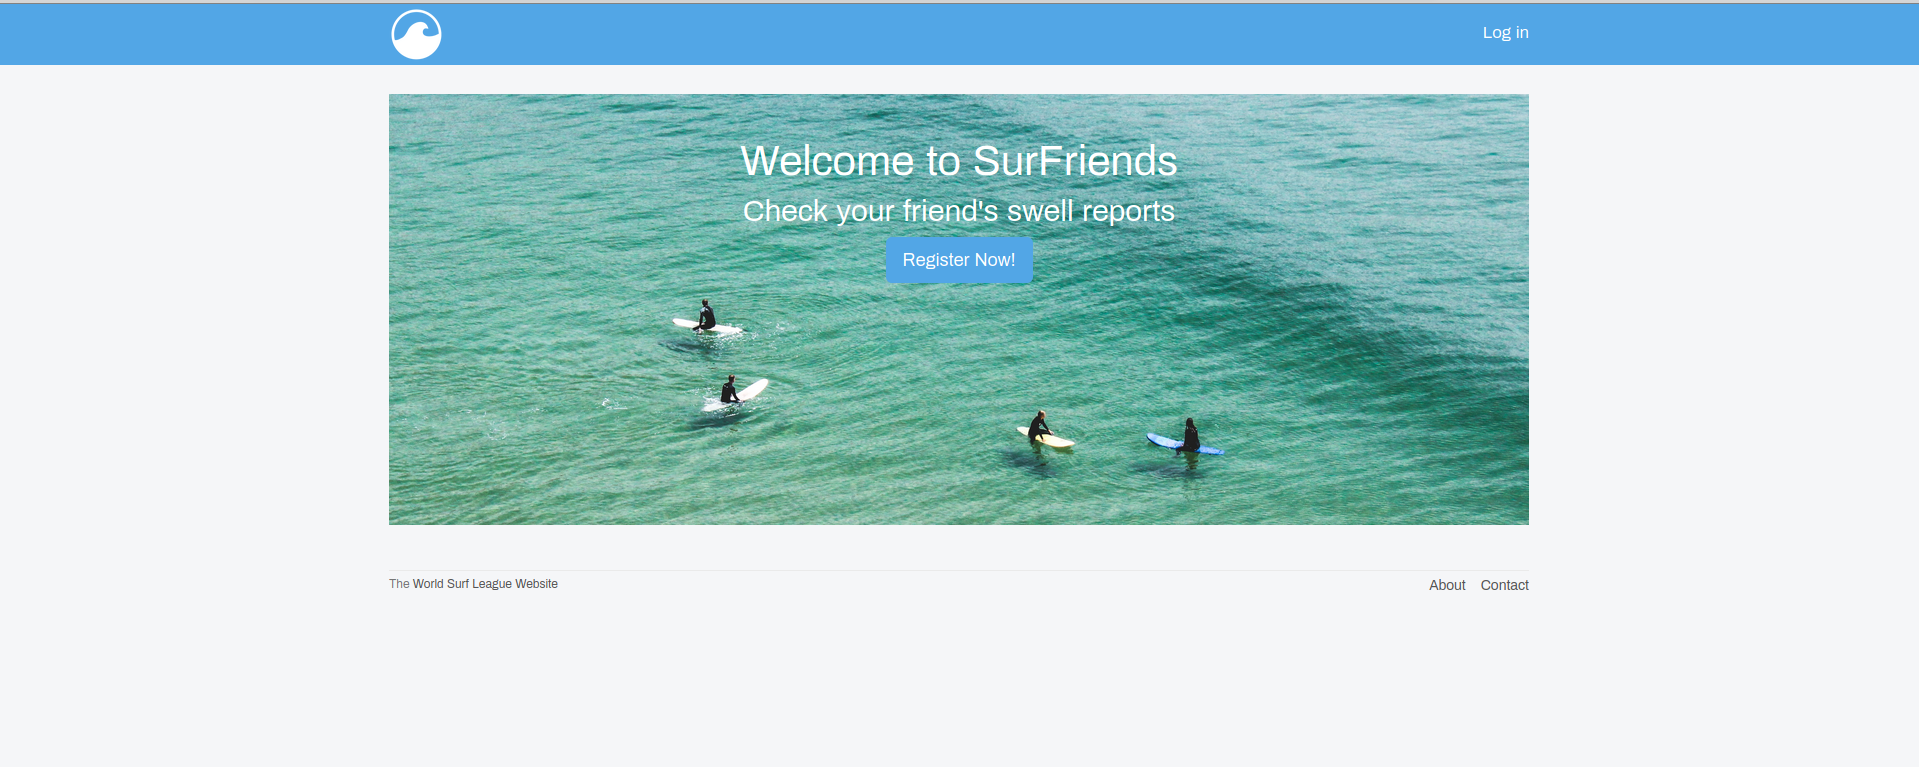 Log in
Welcome to SurFriends
Check your friend's swell reports
Register Now!
The World Surf League Website
About Contact